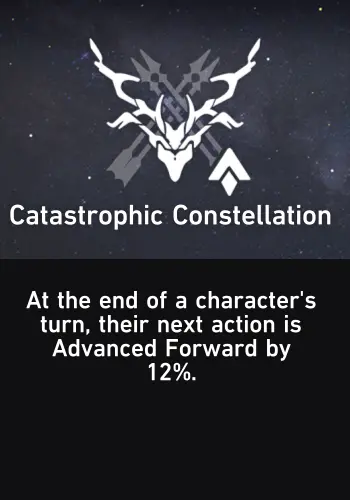 Catastrophic Constellation
At the end of a character's
turn, their next action is
Advanced Forward by
12%.